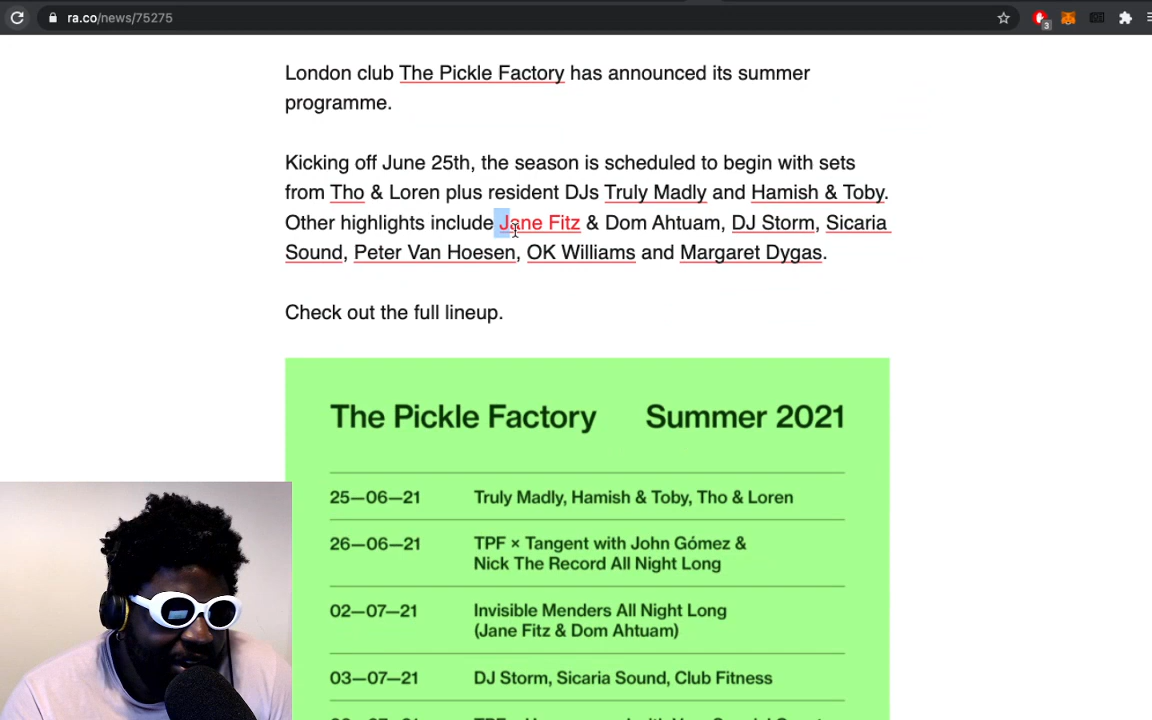 ra.co/news/75275
3
London club The Pickle Factory has announced its summer
programme.
Kicking off June 25th, the season is scheduled to begin with sets
from Tho & Loren plus resident DJs Truly Madly and Hamish & Toby.
Other highlights include Jane Fitz & Dom Ahtuam, DJ Storm, Sicaria
Sound, Peter Van Hoesen, OK Williams and Margaret Dygas.
Check out the full lineup.
The Pickle Factory Summer 2021
25—06—21 Truly Madly, Hamish & Toby, Tho & Loren
26—06—21 TPF × Tangent with John Gómez &
Nick The Record All Night Long
02—07—21 Invisible Menders All Night Long
(Jane Fitz & Dom Ahtuam)
03—07—21 DJ Storm, Sicaria Sound, Club Fitness